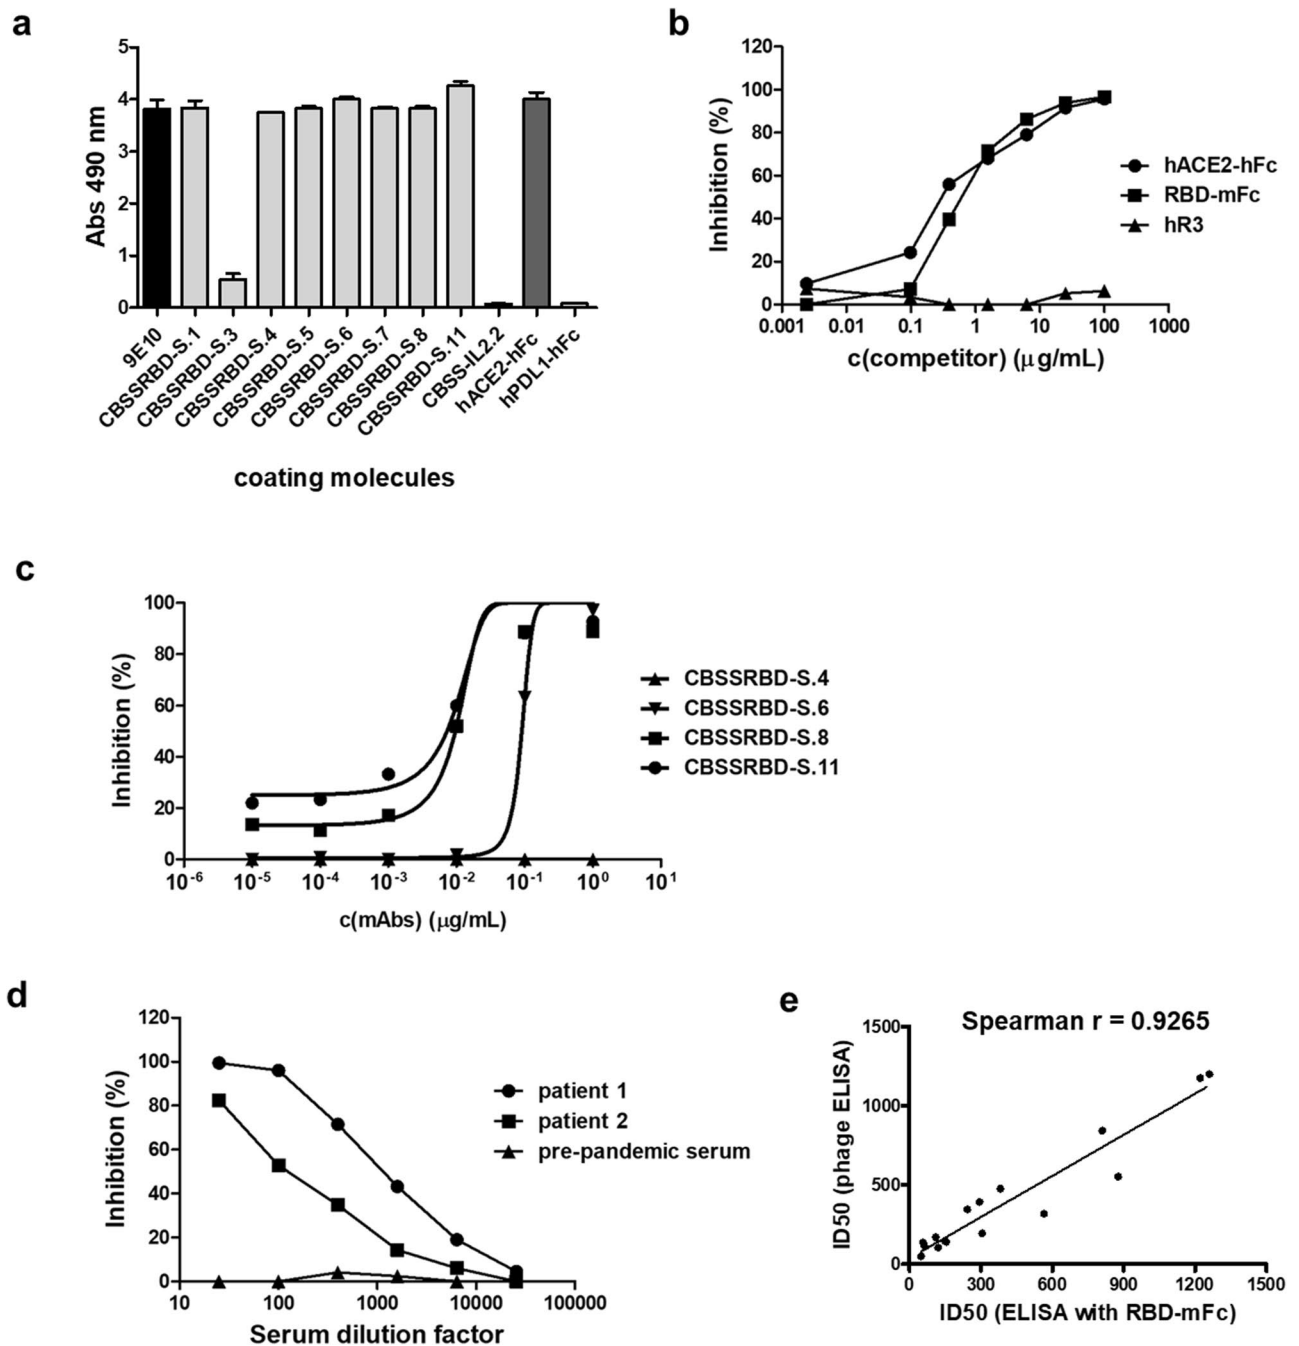 a
5
4
3
2
1
0
Abs 490 nm
9E10
CBSSRBD-S.1
CBSSRBD-S.3
CBSSRBD-S.4
CBSSRBD-S.5
CBSSRBD-S.6
CBSSRBD-S.7
CBSSRBD-S.8
CBSSRBD-S.11
CBSS-IL2.2
hACE2-hFc
hPDL1-hFc
coating molecules
b
120
100
80
60
40
20
0
Inhibition (%)
0.001 0.01 0.1 1 10 100 1000
c(competitor) (μg/mL)
hACE2-hFc
RBD-mFc
hR3
c
100
80
60
40
20
0
Inhibition (%)
10-6 10-5 10-4 10-3 10-2 10-1 100 101
c(mAbs) (μg/mL)
CBSSRBD-S.4
CBSSRBD-S.6
CBSSRBD-S.8
CBSSRBD-S.11
d
120
100
80
60
40
20
0
Inhibition (%)
10 100 1000 10000 100000
Serum dilution factor
patient 1
patient 2
pre-pandemic serum
e
Spearman r = 0.9265
1500
1000
500
0
ID50 (phage ELISA)
0 300 600 900 1200 1500
ID50 (ELISA with RBD-mFc)